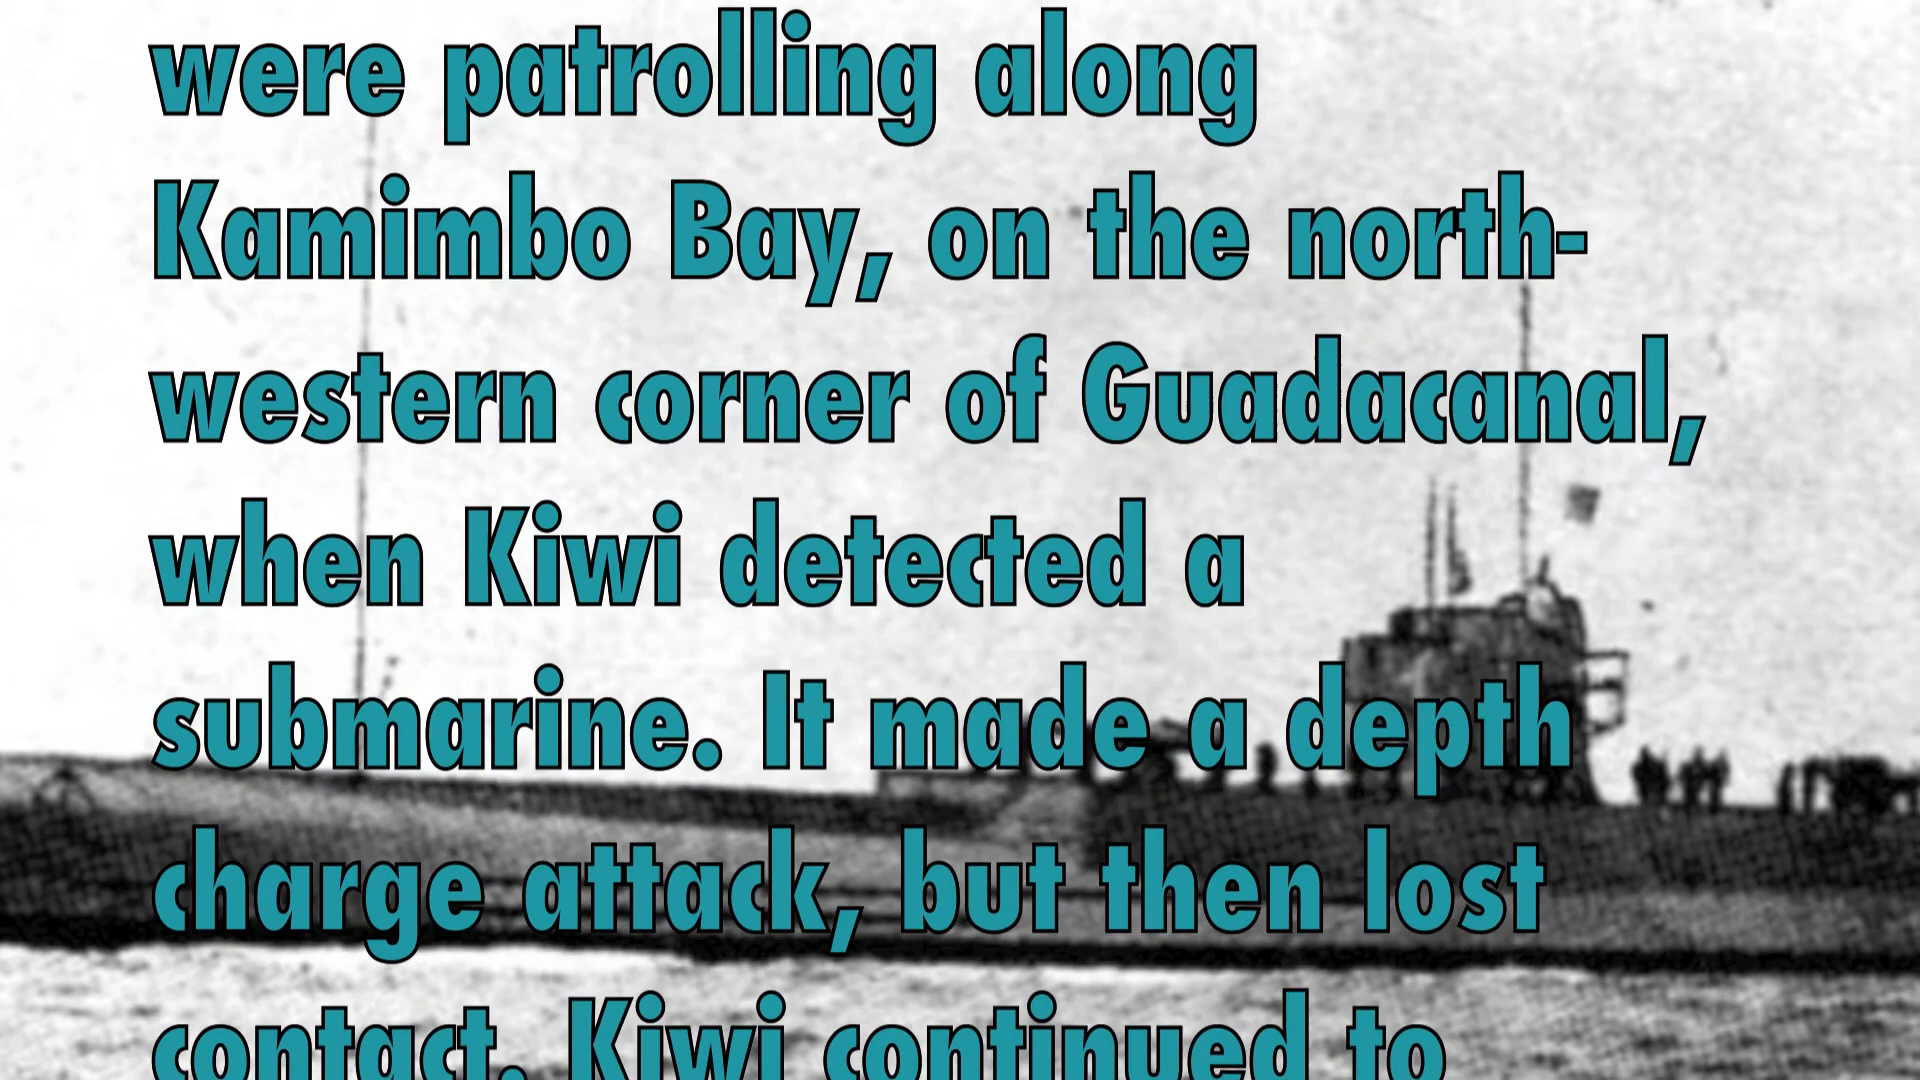 were patrolling along
Kamimbo Bay, on the north-
western corner of Guadacanal,
when Kiwi detected a
submarine. It made a depth
charge attack, but then lost
contact. Kiwi continued to